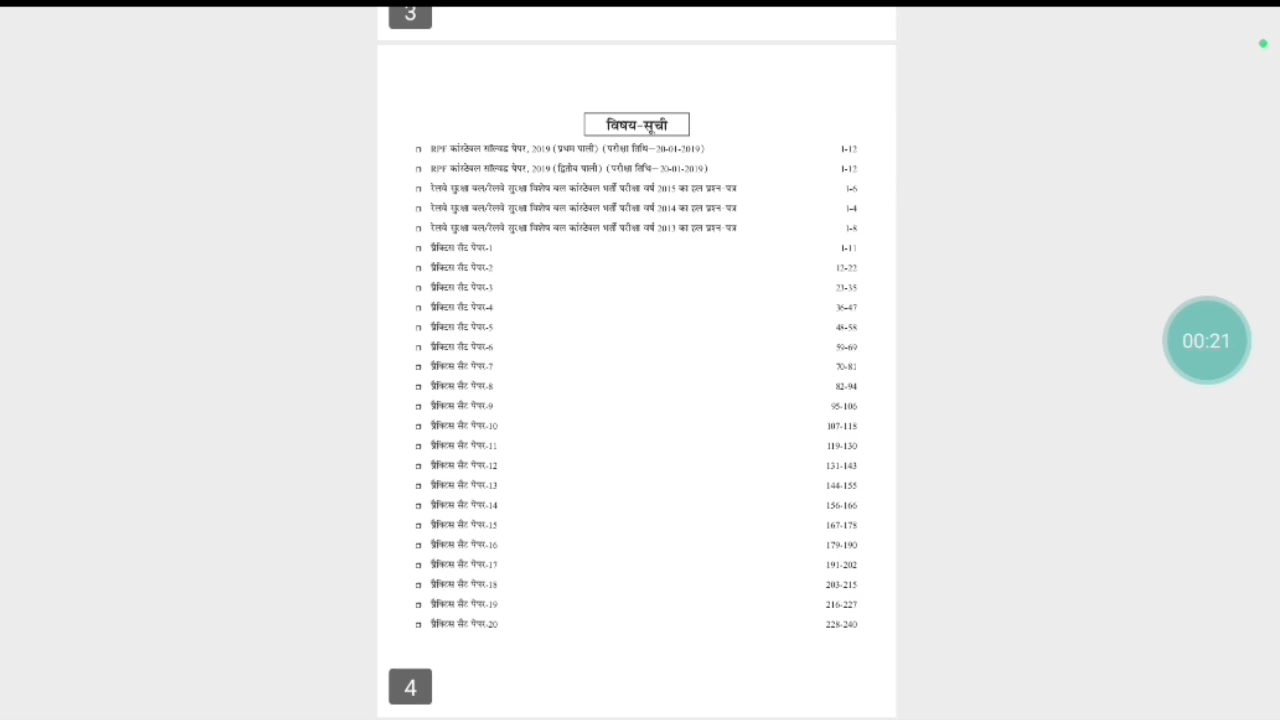 3
विषय-सूची
RPF कांस्टेबल सॉल्वड पेपर, 2019 (प्रथम पाली) (परीक्षा तिथि—20-01-2019) 1-12
RPF कांस्टेबल सॉल्वड पेपर, 2019 (द्वितीय पाली) (परीक्षा तिथि—20-01-2019) 1-12
रेलवे सुरक्षा बल/रेलवे सुरक्षा विशेष बल कांस्टेबल भर्ती परीक्षा वर्ष 2015 का हल प्रश्न-पत्र 1-6
रेलवे सुरक्षा बल/रेलवे सुरक्षा विशेष बल कांस्टेबल भर्ती परीक्षा वर्ष 2014 का हल प्रश्न-पत्र 1-4
रेलवे सुरक्षा बल/रेलवे सुरक्षा विशेष बल कांस्टेबल भर्ती परीक्षा वर्ष 2013 का हल प्रश्न-पत्र 1-8
प्रैक्टिस सैट पेपर-1 1-11
प्रैक्टिस सैट पेपर-2 12-22
प्रैक्टिस सैट पेपर-3 23-35
प्रैक्टिस सैट पेपर-4 36-47
प्रैक्टिस सैट पेपर-5 48-58
प्रैक्टिस सैट पेपर-6 59-69
प्रैक्टिस सैट पेपर-7 70-81
प्रैक्टिस सैट पेपर-8 82-94
प्रैक्टिस सैट पेपर-9 95-106
प्रैक्टिस सैट पेपर-10 107-118
प्रैक्टिस सैट पेपर-11 119-130
प्रैक्टिस सैट पेपर-12 131-143
प्रैक्टिस सैट पेपर-13 144-155
प्रैक्टिस सैट पेपर-14 156-166
प्रैक्टिस सैट पेपर-15 167-178
प्रैक्टिस सैट पेपर-16 179-190
प्रैक्टिस सैट पेपर-17 191-202
प्रैक्टिस सैट पेपर-18 203-215
प्रैक्टिस सैट पेपर-19 216-227
प्रैक्टिस सैट पेपर-20 228-240
4
00:21